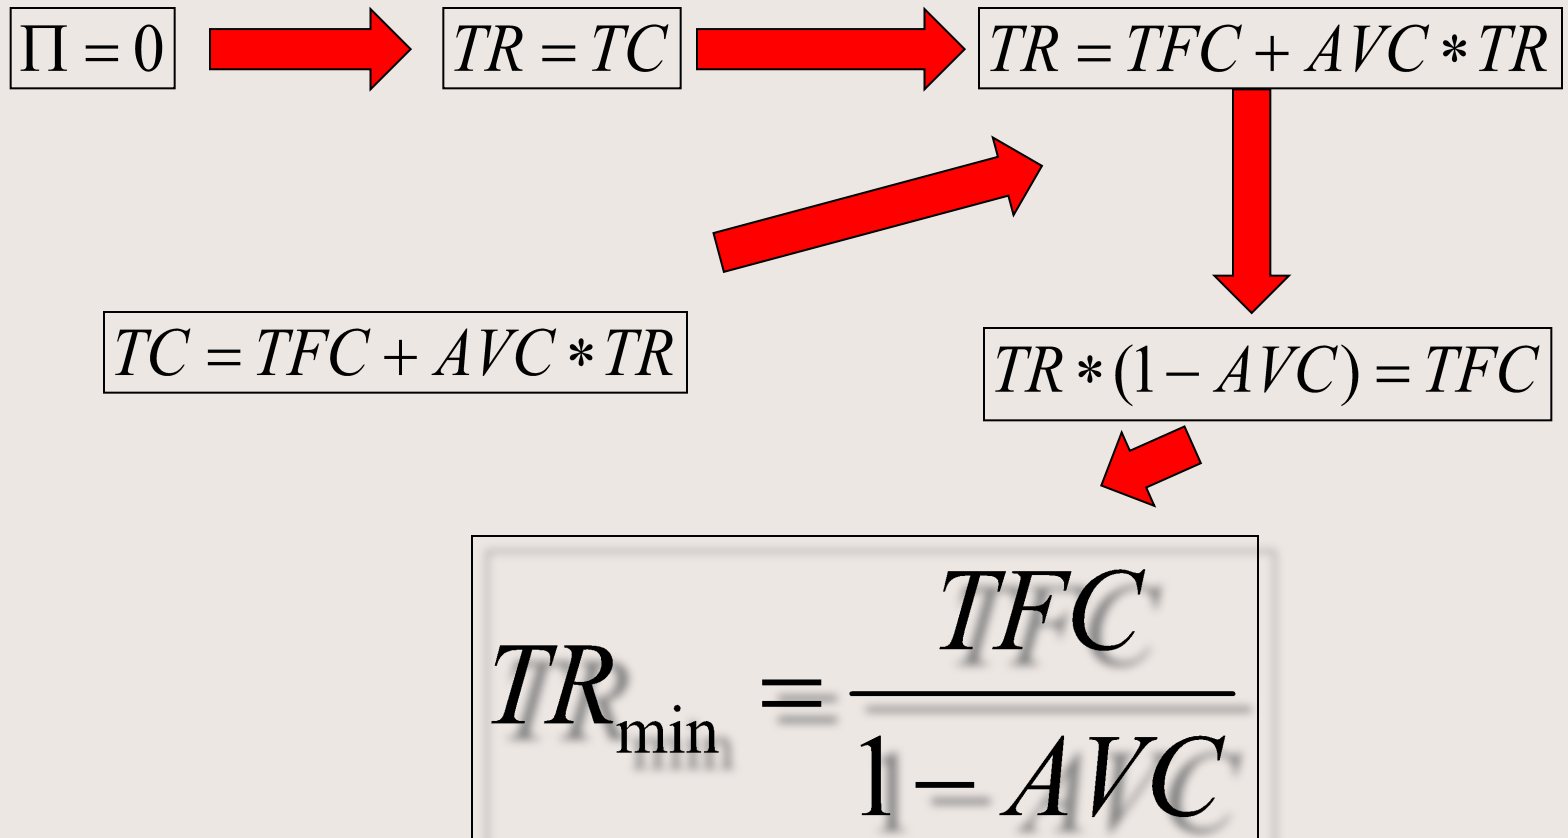 Π = 0
TR = TC
TR = TFC + AVC * TR
TC = TFC + AVC * TR
TR * (1 − AVC) = TFC
TR_min = TFC / (1 − AVC)